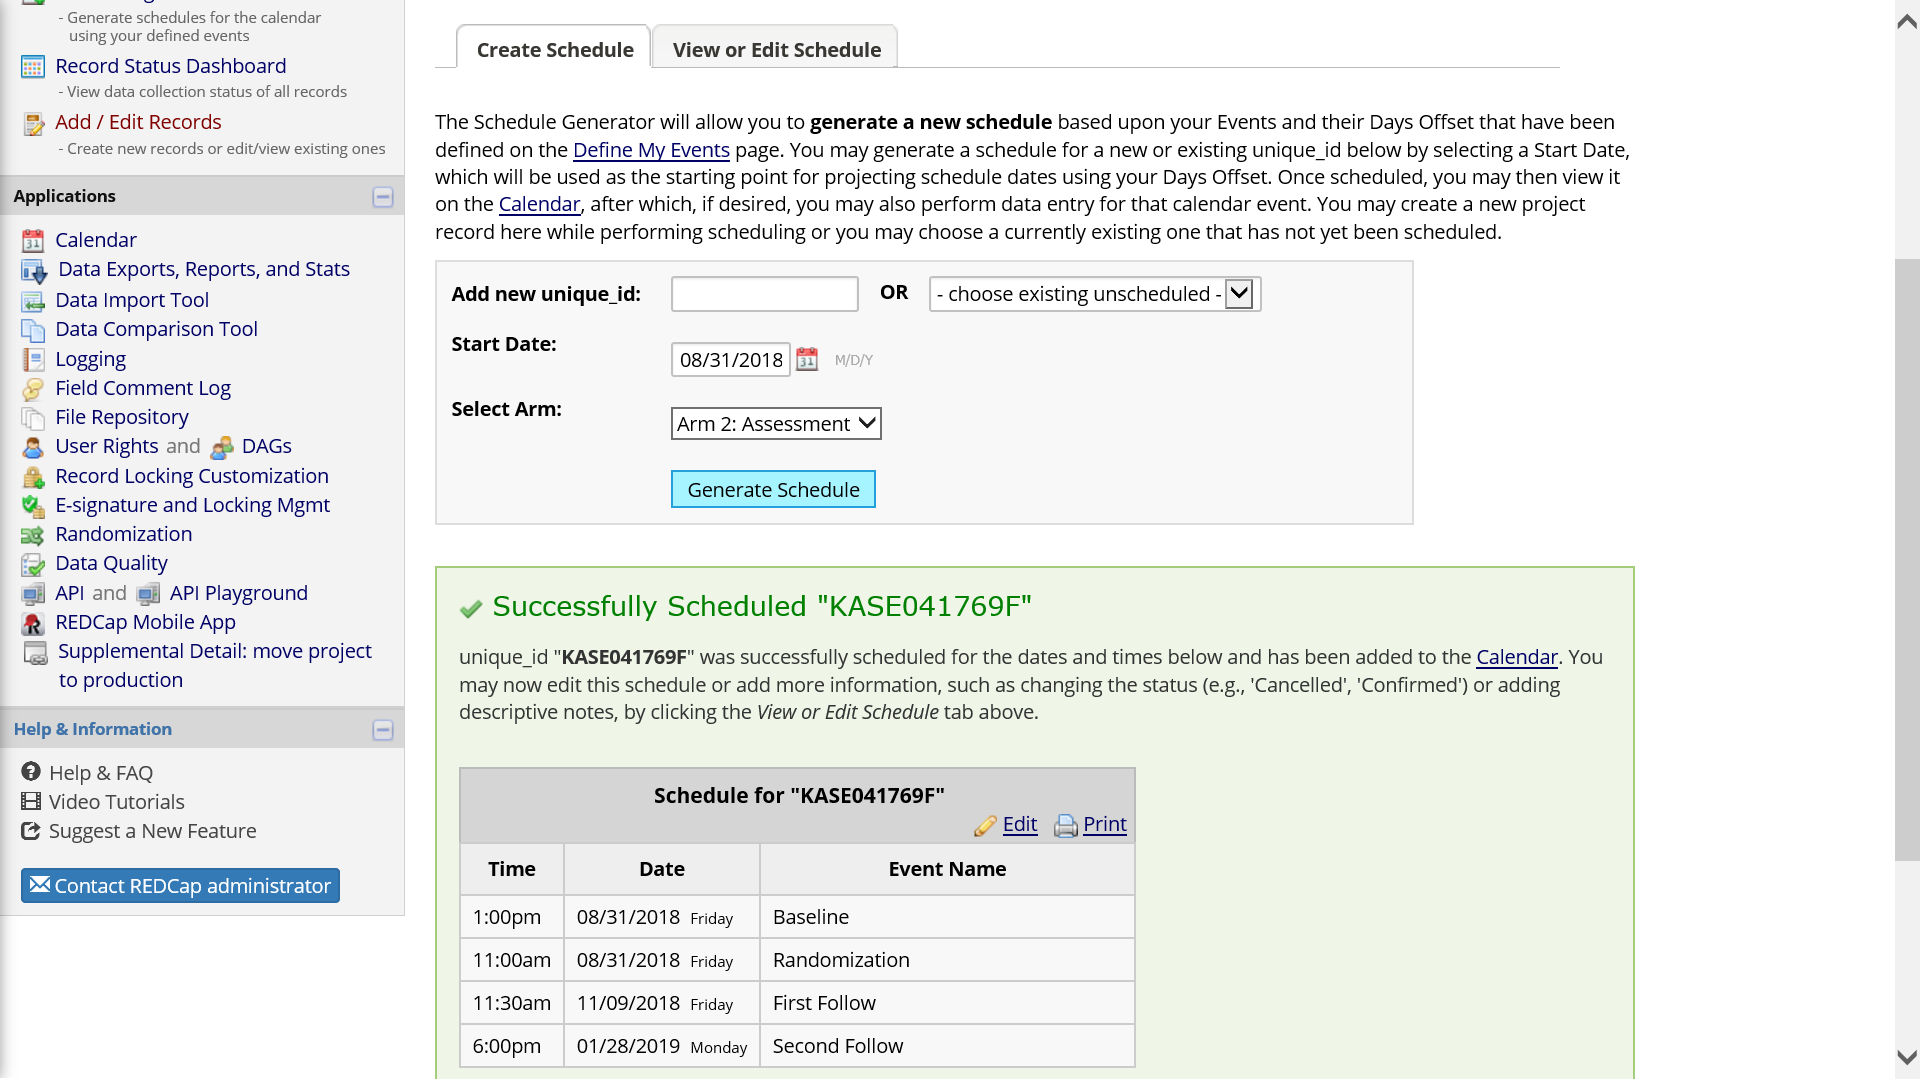 - Generate schedules for the calendar
using your defined events
Record Status Dashboard
- View data collection status of all records
Add / Edit Records
- Create new records or edit/view existing ones
Applications
Calendar
Data Exports, Reports, and Stats
Data Import Tool
Data Comparison Tool
Logging
Field Comment Log
File Repository
User Rights and DAGs
Record Locking Customization
E-signature and Locking Mgmt
Randomization
Data Quality
API and API Playground
REDCap Mobile App
Supplemental Detail: move project
to production
Help & Information
Help & FAQ
Video Tutorials
Suggest a New Feature
Contact REDCap administrator
Create Schedule View or Edit Schedule
The Schedule Generator will allow you to generate a new schedule based upon your Events and their Days Offset that have been
defined on the Define My Events page. You may generate a schedule for a new or existing unique_id below by selecting a Start Date,
which will be used as the starting point for projecting schedule dates using your Days Offset. Once scheduled, you may then view it
on the Calendar, after which, if desired, you may also perform data entry for that calendar event. You may create a new project
record here while performing scheduling or you may choose a currently existing one that has not yet been scheduled.
Add new unique_id: OR - choose existing unscheduled -
Start Date: 08/31/2018 31 M/D/Y
Select Arm: Arm 2: Assessment
Generate Schedule
Successfully Scheduled "KASE041769F"
unique_id "KASE041769F" was successfully scheduled for the dates and times below and has been added to the Calendar. You
may now edit this schedule or add more information, such as changing the status (e.g., 'Cancelled', 'Confirmed') or adding
descriptive notes, by clicking the View or Edit Schedule tab above.
Schedule for "KASE041769F"
Edit Print
Time Date Event Name
1:00pm 08/31/2018 Friday Baseline
11:00am 08/31/2018 Friday Randomization
11:30am 11/09/2018 Friday First Follow
6:00pm 01/28/2019 Monday Second Follow